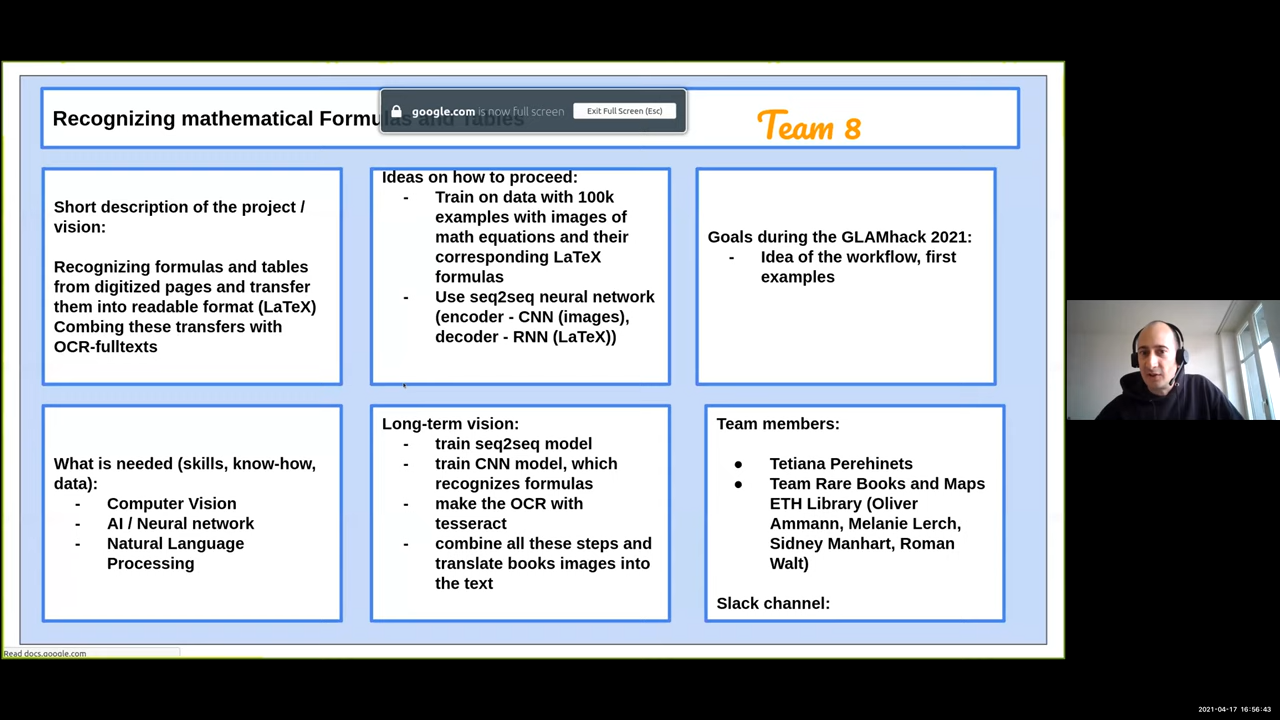 Recognizing mathematical Formulas and Tables
google.com is now full screen
Exit Full Screen (Esc)
Team 8
Short description of the project /
vision:
Recognizing formulas and tables
from digitized pages and transfer
them into readable format (LaTeX)
Combing these transfers with
OCR-fulltexts
Ideas on how to proceed:
- Train on data with 100k
examples with images of
math equations and their
corresponding LaTeX
formulas
- Use seq2seq neural network
(encoder - CNN (images),
decoder - RNN (LaTeX))
Goals during the GLAMhack 2021:
- Idea of the workflow, first
examples
What is needed (skills, know-how,
data):
- Computer Vision
- AI / Neural network
- Natural Language
Processing
Long-term vision:
- train seq2seq model
- train CNN model, which
recognizes formulas
- make the OCR with
tesseract
- combine all these steps and
translate books images into
the text
Team members:
● Tetiana Perehinets
● Team Rare Books and Maps
ETH Library (Oliver
Ammann, Melanie Lerch,
Sidney Manhart, Roman
Walt)
Slack channel:
Read docs.google.com
2021-04-17 16:56:43